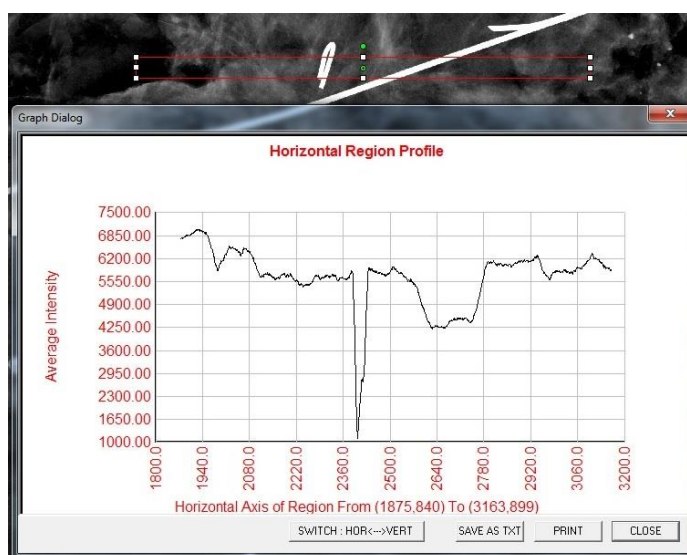 Graph Dialog
x
Horizontal Region Profile
7500.00
6850.00
6200.00
5550.00
4900.00
4250.00
3600.00
2950.00
2300.00
1650.00
1000.00
Average Intensity
1800.0
1940.0
2080.0
2220.0
2360.0
2500.0
2640.0
2780.0
2920.0
3060.0
3200.0
Horizontal Axis of Region From (1875,840) To (3163,899)
SWITCH : HOR<--->VERT
SAVE AS TXT
PRINT
CLOSE